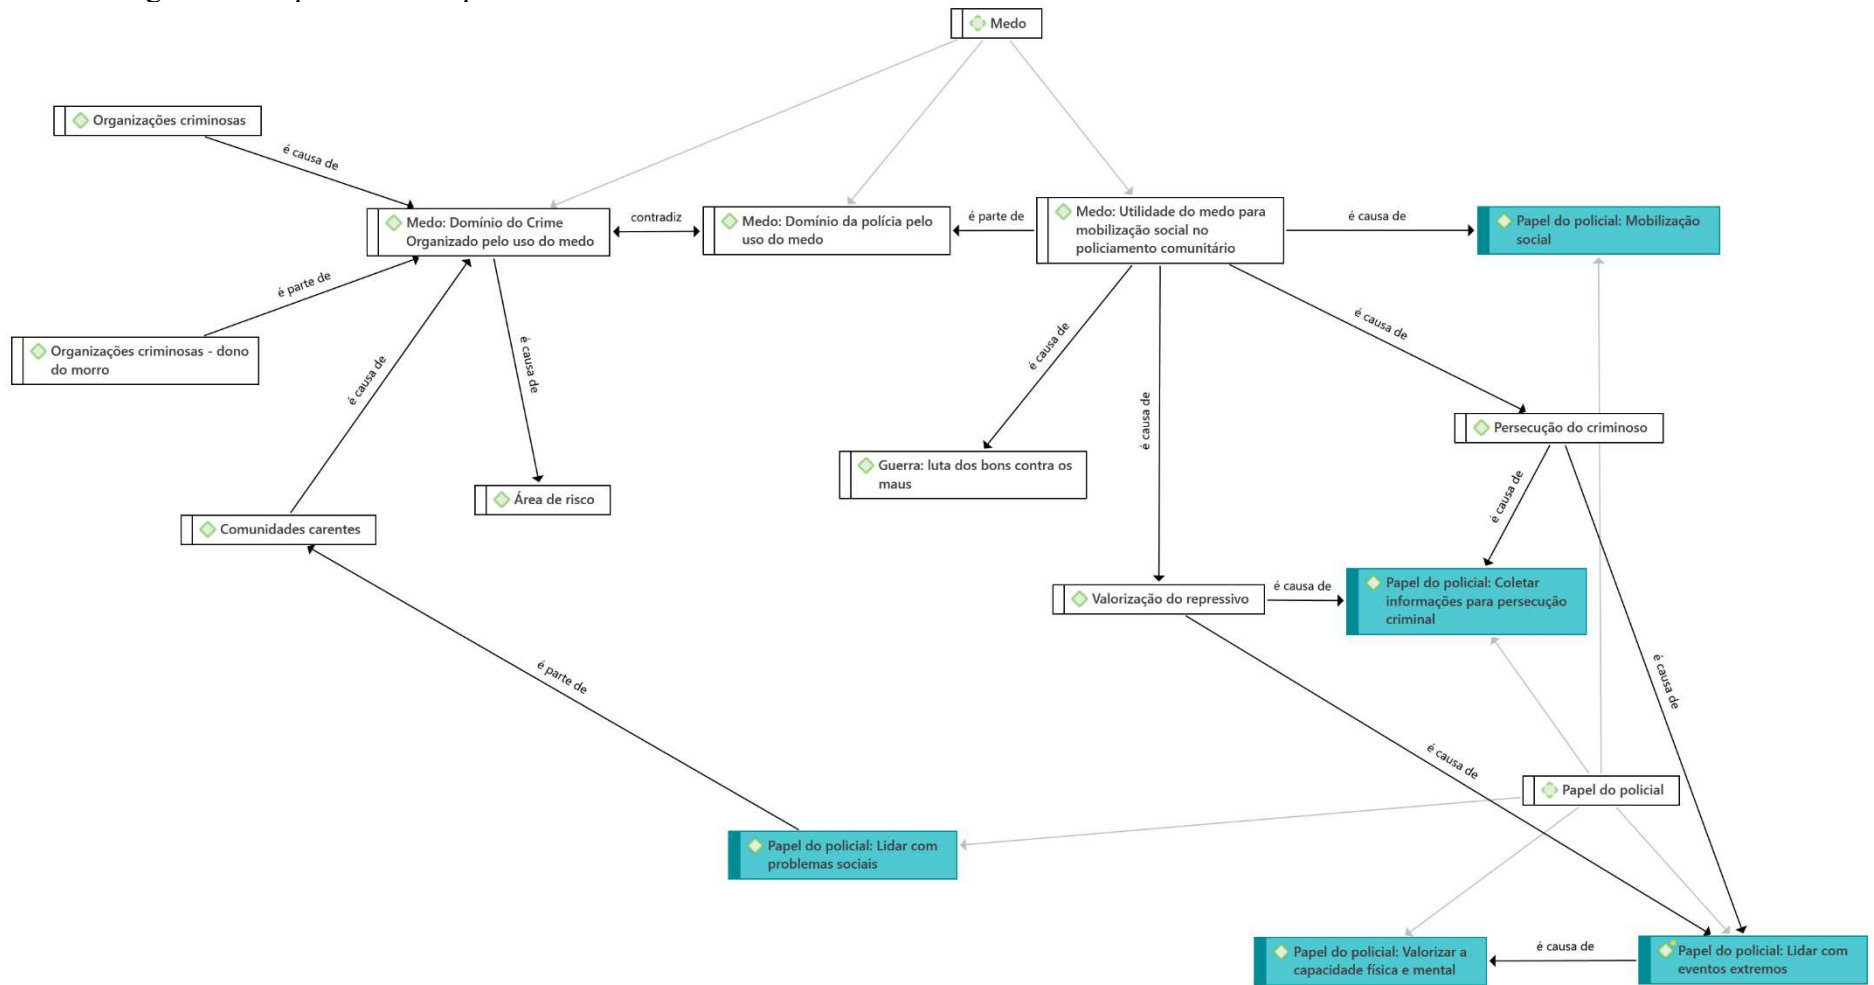 Medo
Organizações criminosas
é causa de
Medo: Domínio do Crime
Organizado pelo uso do medo
contradiz
Medo: Domínio da polícia pelo
uso do medo
é parte de
Medo: Utilidade do medo para
mobilização social no
policiamento comunitário
é causa de
Papel do policial: Mobilização
social
é parte de
Organizações criminosas - dono
do morro
é causa de
é causa de
é causa de
é causa de
é causa de
Persecução do criminoso
Guerra: luta dos bons contra os
maus
Área de risco
Comunidades carentes
é causa de
Valorização do repressivo
é causa de
Papel do policial: Coletar
informações para persecução
criminal
é parte de
é causa de
é causa de
Papel do policial
Papel do policial: Lidar com
problemas sociais
Papel do policial: Valorizar a
capacidade física e mental
é causa de
Papel do policial: Lidar com
eventos extremos